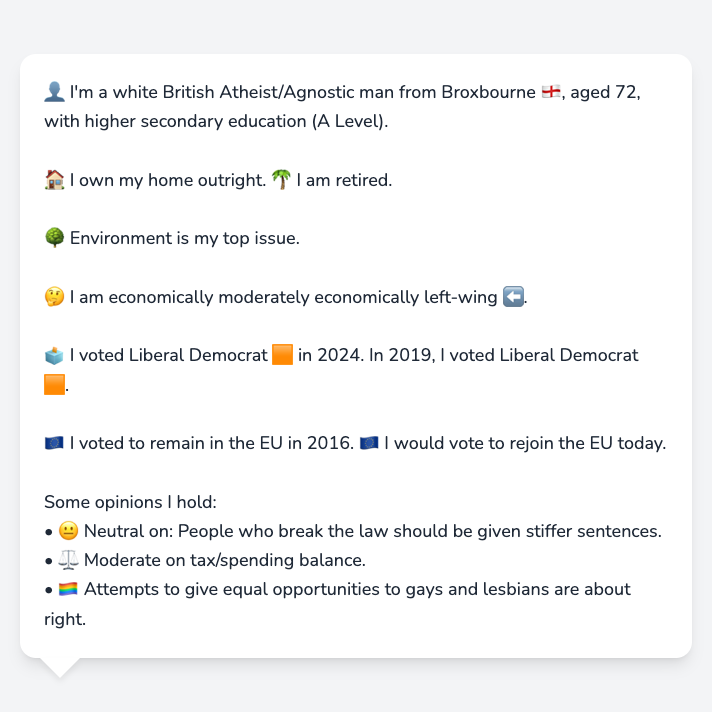 👤 I'm a white British Atheist/Agnostic man from Broxbourne 🏴󠁧󠁢󠁥󠁮󠁧󠁿, aged 72,
with higher secondary education (A Level).
🏠 I own my home outright. 🌴 I am retired.
🌳 Environment is my top issue.
🤔 I am economically moderately economically left-wing ⬅️.
🗳️ I voted Liberal Democrat 🟧 in 2024. In 2019, I voted Liberal Democrat
🟧.
🇪🇺 I voted to remain in the EU in 2016. 🇪🇺 I would vote to rejoin the EU today.
Some opinions I hold:
• 😐 Neutral on: People who break the law should be given stiffer sentences.
• ⚖️ Moderate on tax/spending balance.
• 🏳️‍🌈 Attempts to give equal opportunities to gays and lesbians are about
right.